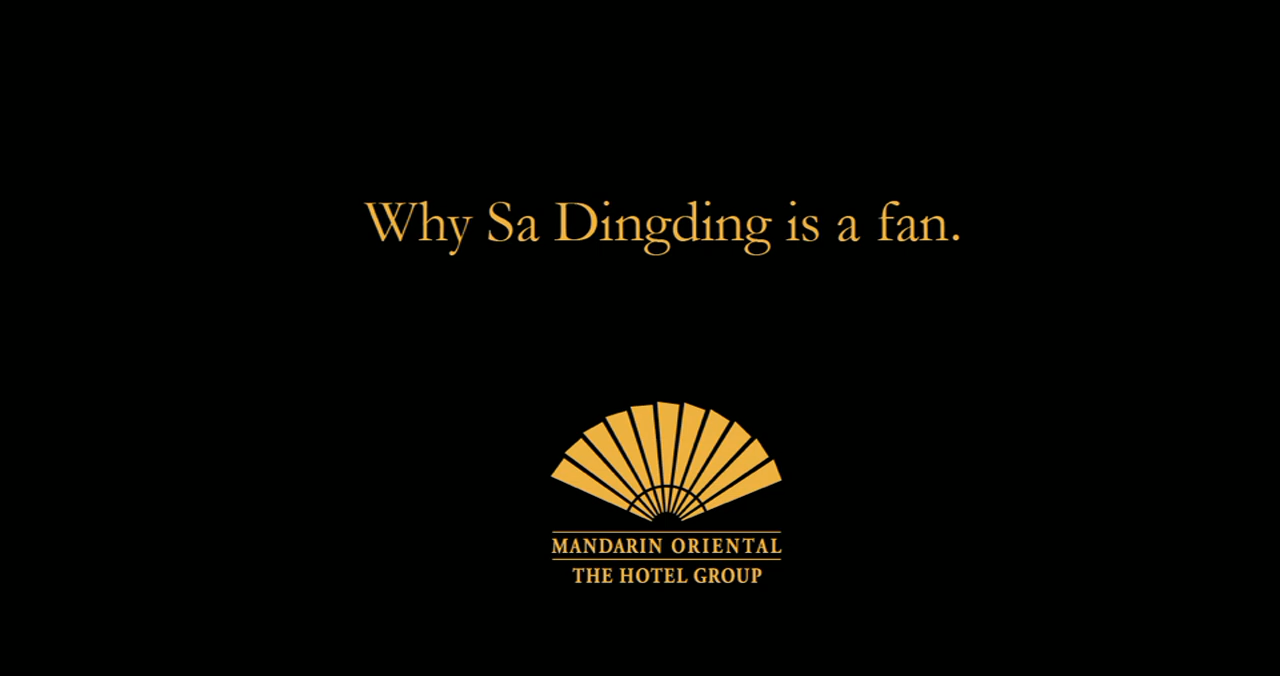 Why Sa Dingding is a fan.
MANDARIN ORIENTAL
THE HOTEL GROUP